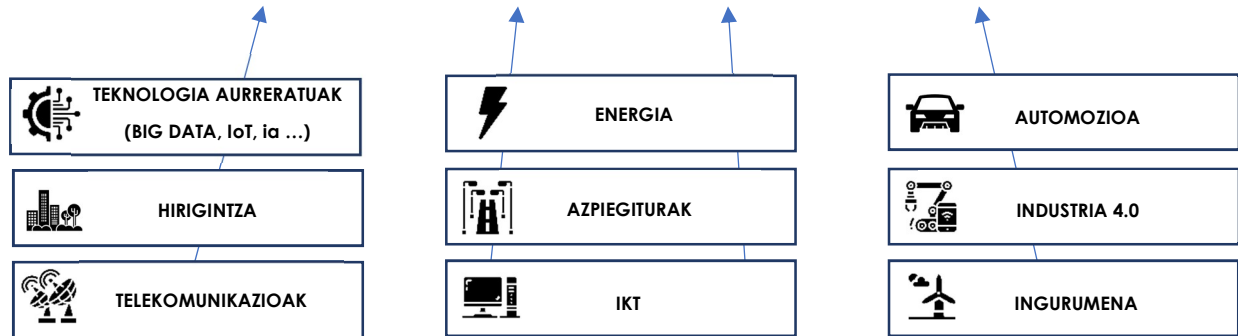 TEKNOLOGIA AURRERATUAK
(BIG DATA, IoT, ia ...)
ENERGIA
AUTOMOZIOA
HIRIGINTZA
AZPIEGITURAK
INDUSTRIA 4.0
TELEKOMUNIKAZIOAK
IKT
INGURUMENA